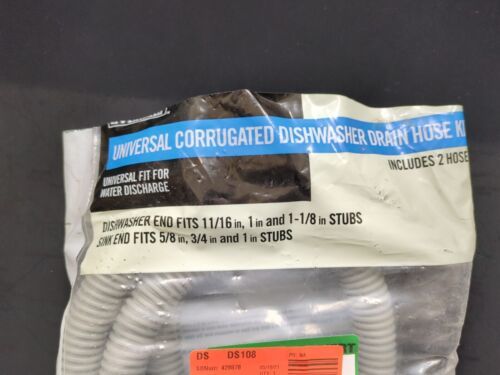 UNIVERSAL CORRUGATED DISHWASHER DRAIN HOSE KI
INCLUDES 2 HOSE
UNIVERSAL FIT FOR
WATER DISCHARGE
DISHWASHER END FITS 11/16 in, 1 in and 1-1/8 in STUBS
SINK END FITS 5/8 in, 3/4 in and 1 in STUBS
DS DS108